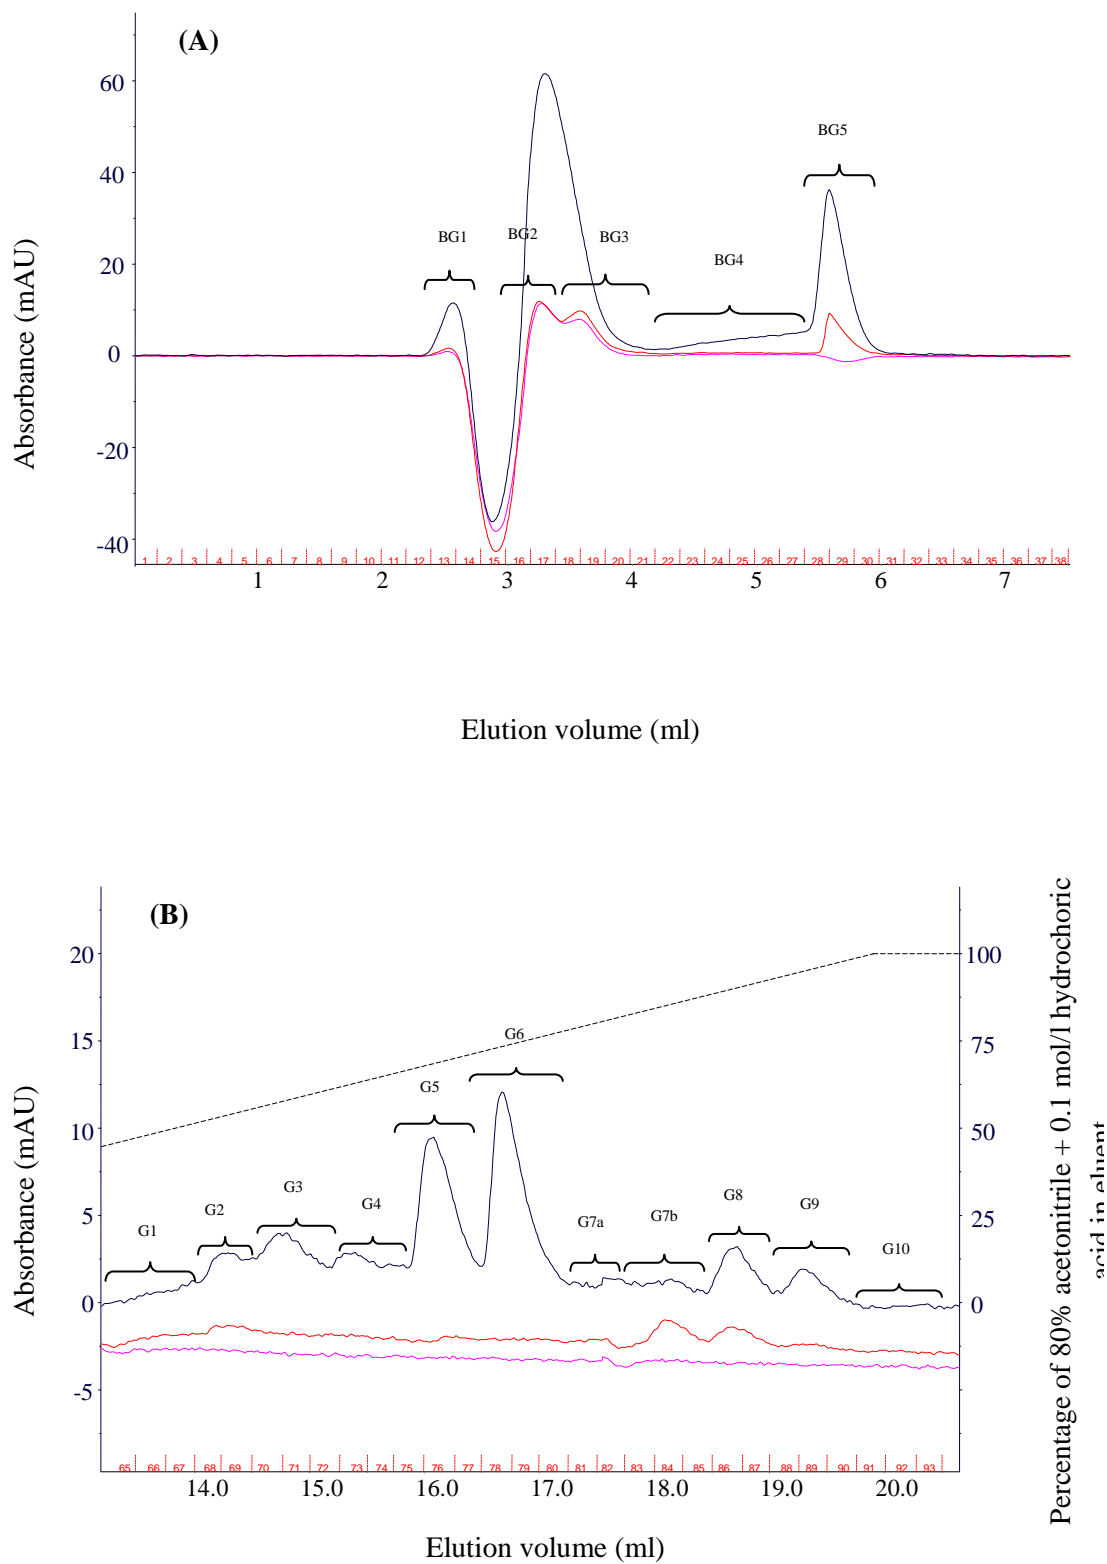 (A)
60
40
20
0
-20
-40
Absorbance (mAU)
BG1
BG2
BG3
BG4
BG5
1 2 3 4 5 6 7 8 9 10 11 12 13 14 15 16 17 18 19 20 21 22 23 24 25 26 27 28 29 30 31 32 33 34 35 36 37 38
1 2 3 4 5 6 7
Elution volume (ml)
(B)
20
15
10
5
0
-5
Absorbance (mAU)
G1
G2
G3
G4
G5
G6
G7a
G7b
G8
G9
G10
100
75
50
25
0
Percentage of 80% acetonitrile + 0.1 mol/l hydrochoric
acid in eluent
65 66 67 68 69 70 71 72 73 74 75 76 77 78 79 80 81 82 83 84 85 86 87 88 89 90 91 92 93
14.0 15.0 16.0 17.0 18.0 19.0 20.0
Elution volume (ml)